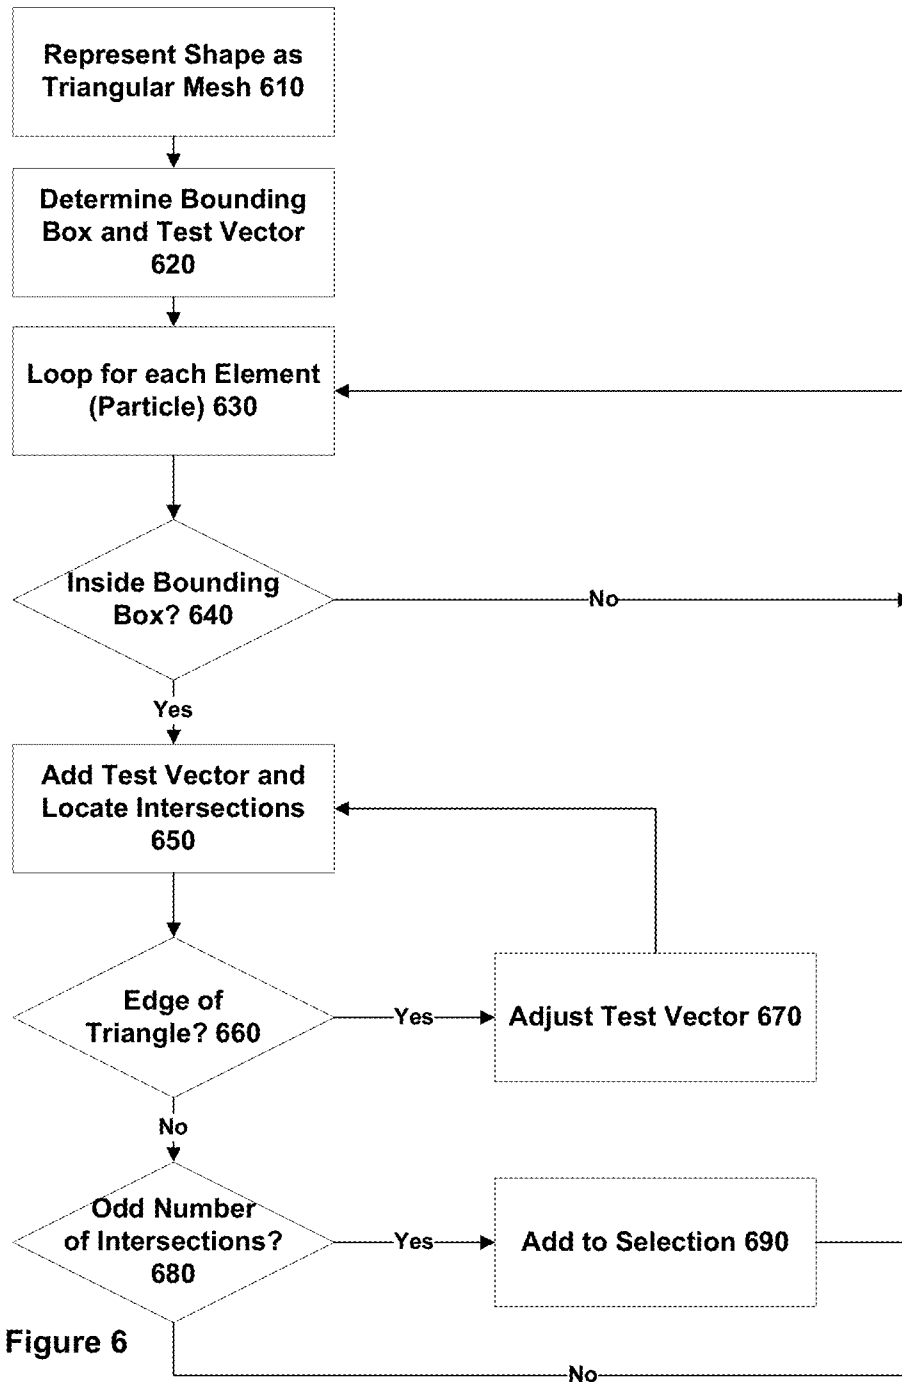 Represent Shape as
Triangular Mesh 610
Determine Bounding
Box and Test Vector
620
Loop for each Element
(Particle) 630
Inside Bounding
Box? 640
No
Yes
Add Test Vector and
Locate Intersections
650
Edge of
Triangle? 660
Yes
Adjust Test Vector 670
No
Odd Number
of Intersections?
680
Yes
Add to Selection 690
Figure 6
No